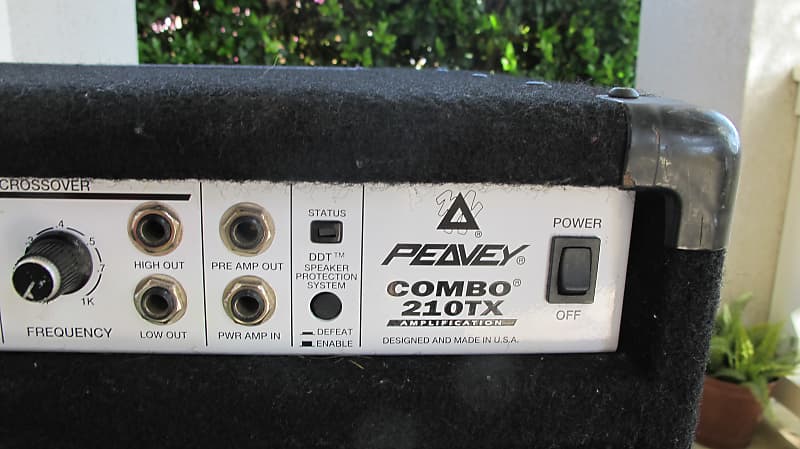 CROSSOVER
.4
.5
.7
1K
FREQUENCY
HIGH OUT
LOW OUT
PRE AMP OUT
PWR AMP IN
STATUS
DDT™
SPEAKER
PROTECTION
SYSTEM
DEFEAT
ENABLE
®
PEAVEY®
COMBO®
210TX
AMPLIFICATION
DESIGNED AND MADE IN U.S.A.
POWER
OFF